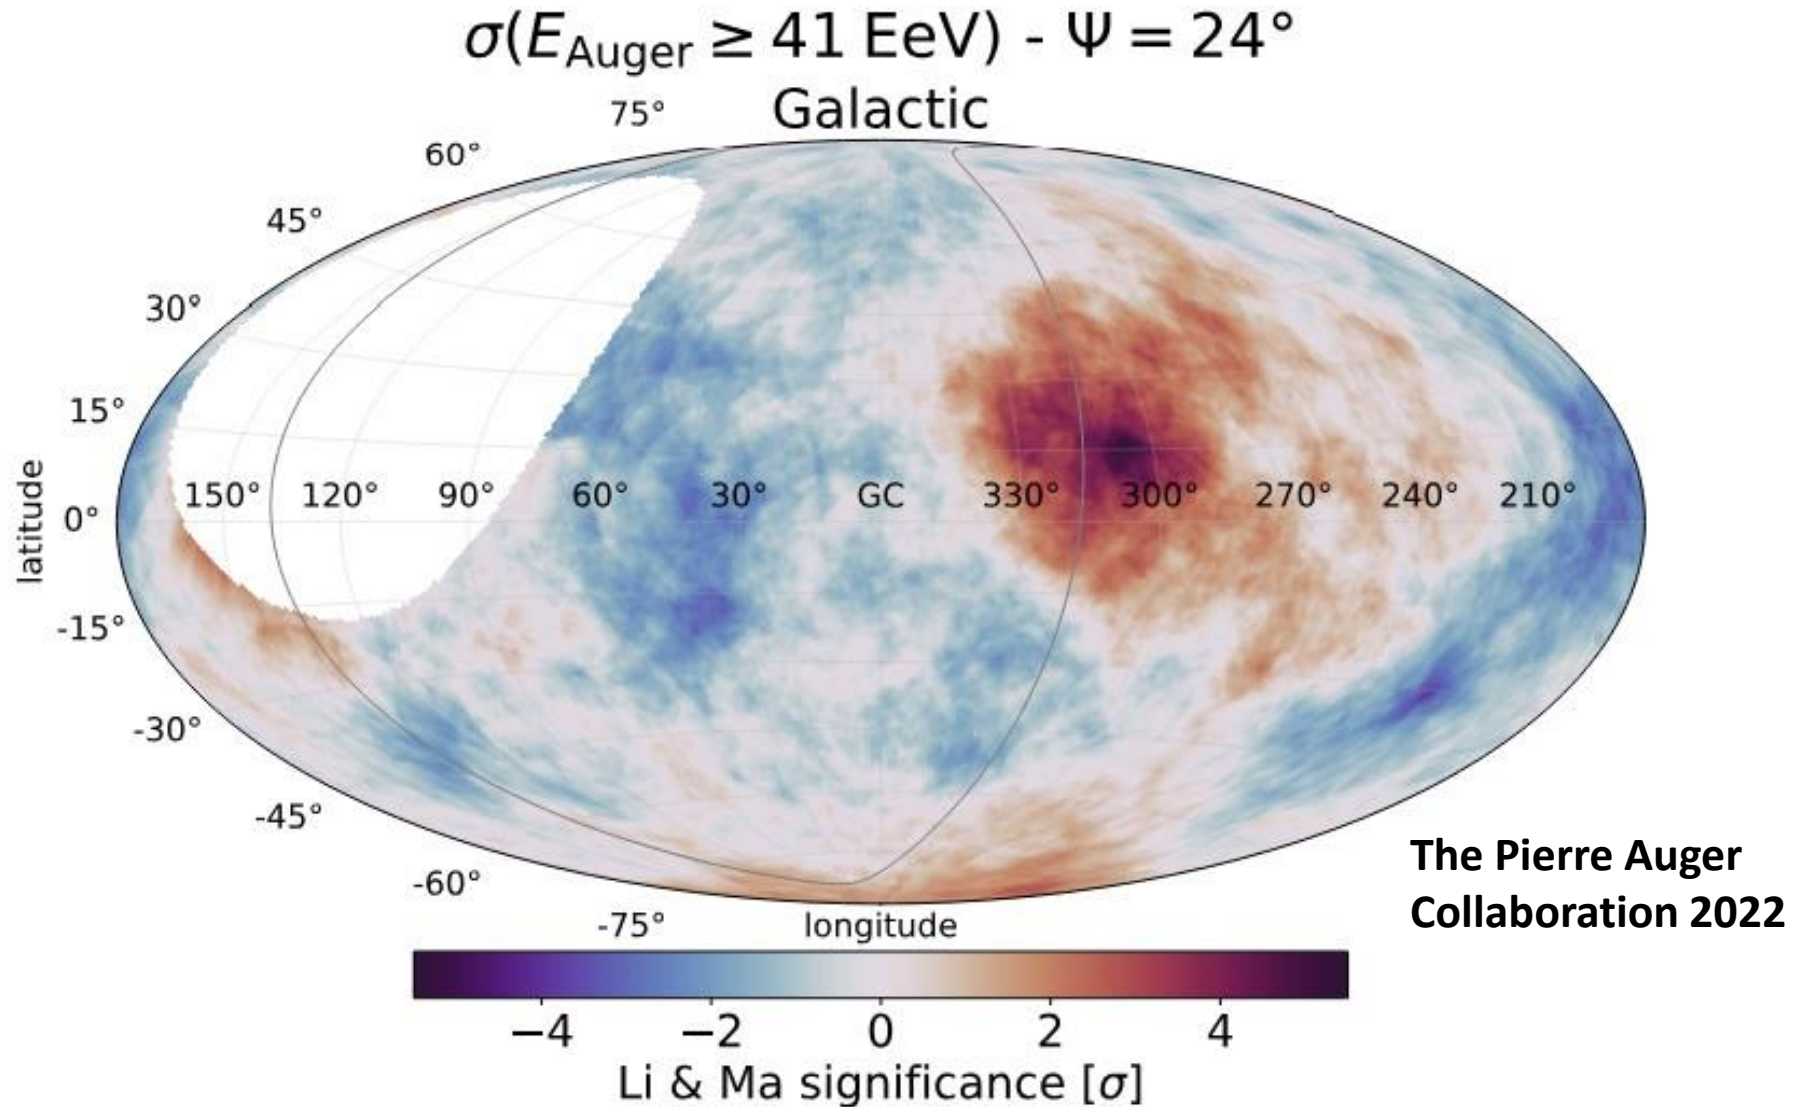 σ(E_Auger ≥ 41 EeV) - Ψ = 24°
Galactic
75°
60°
45°
30°
15°
150° 120° 90° 60° 30° GC 330° 300° 270° 240° 210°
0°
latitude
-15°
-30°
-45°
-60°
-75°
longitude
The Pierre Auger
Collaboration 2022
−4 −2 0 2 4
Li & Ma significance [σ]